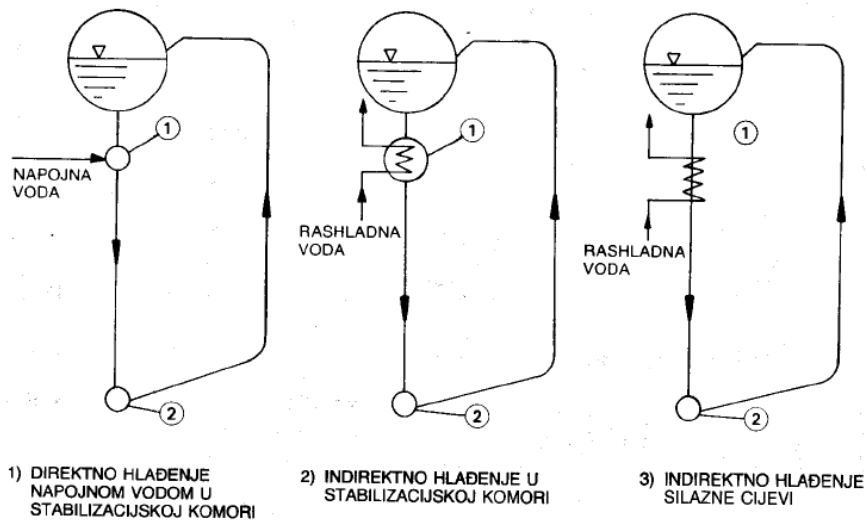 1
NAPOJNA
VODA
2
1) DIREKTNO HLAĐENJE
NAPOJNOM VODOM U
STABILIZACIJSKOJ KOMORI
1
RASHLADNA
VODA
2
2) INDIREKTNO HLAĐENJE U
STABILIZACIJSKOJ KOMORI
1
RASHLADNA
VODA
2
3) INDIREKTNO HLAĐENJE
SILAZNE CIJEVI